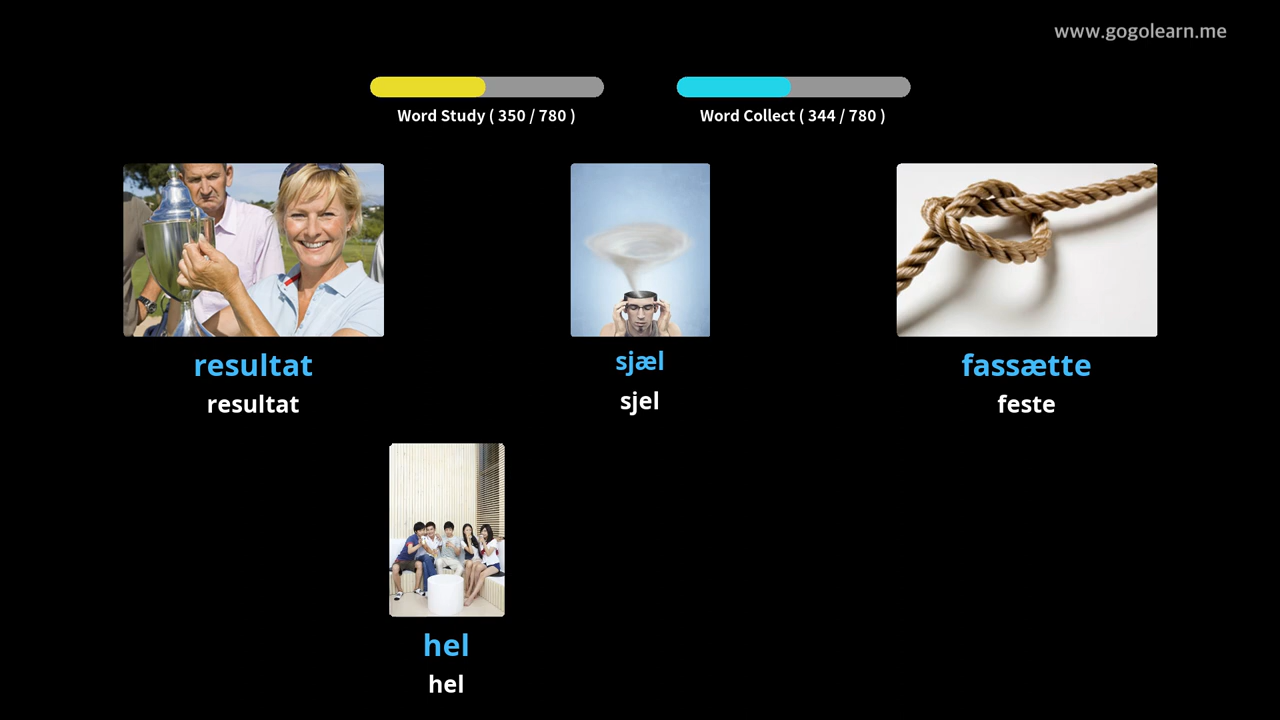 www.gogolearn.me
Word Study ( 350 / 780 )
Word Collect ( 344 / 780 )
resultat
resultat
sjæl
sjel
fassætte
feste
hel
hel